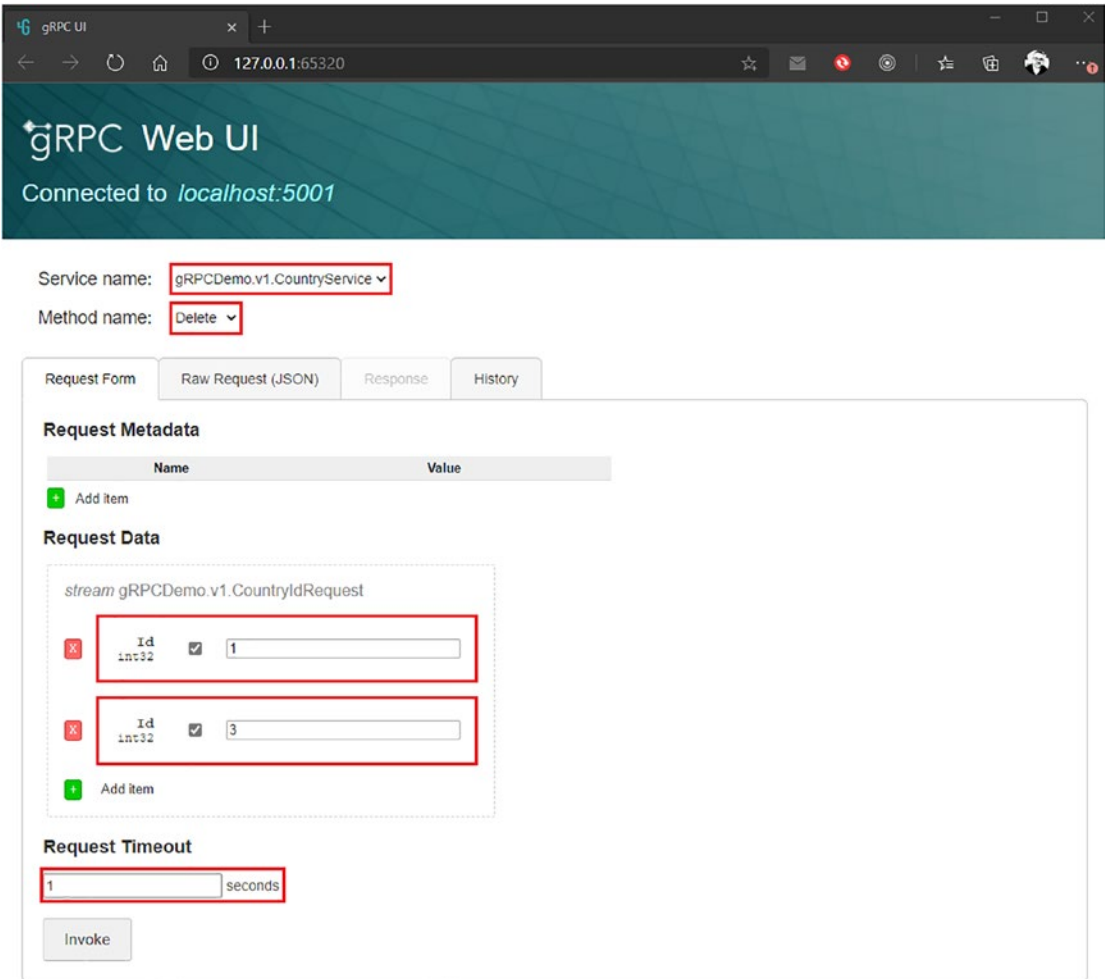 gRPC UI
127.0.0.1:65320
gRPC Web UI
Connected to localhost:5001
Service name: gRPCDemo.v1.CountryService
Method name: Delete
Request Form Raw Request (JSON) Response History
Request Metadata
Name Value
+ Add item
Request Data
stream gRPCDemo.v1.CountryIdRequest
X Id 1
int32
X Id 3
int32
+ Add item
Request Timeout
1 seconds
Invoke